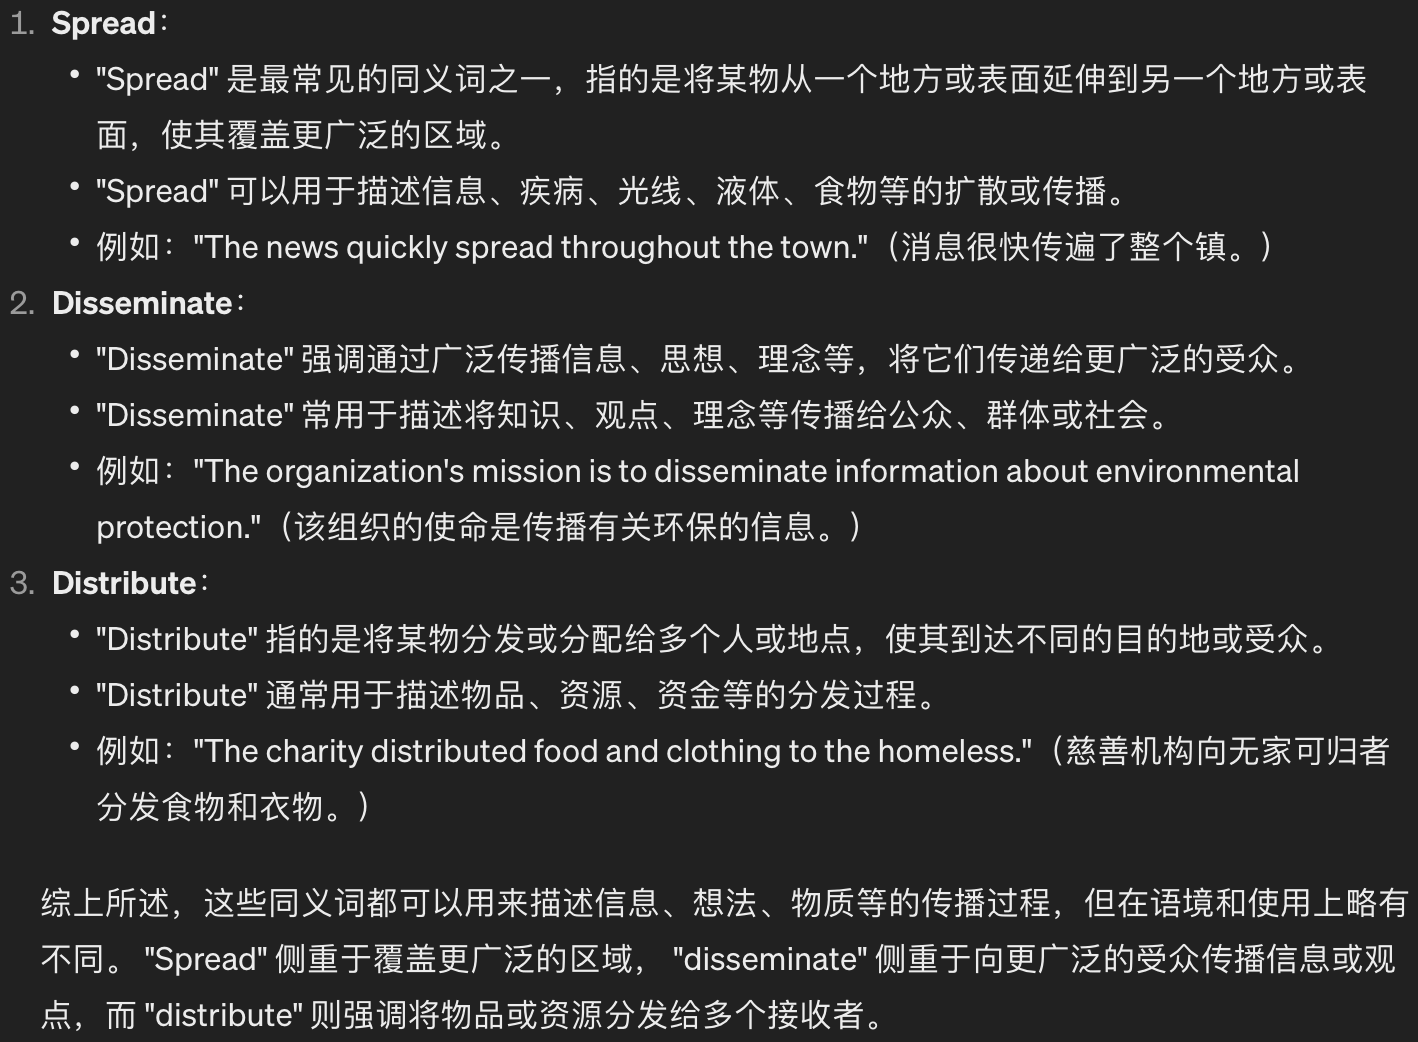 1. Spread：
• "Spread" 是最常见的同义词之一，指的是将某物从一个地方或表面延伸到另一个地方或表
面，使其覆盖更广泛的区域。
• "Spread" 可以用于描述信息、疾病、光线、液体、食物等的扩散或传播。
• 例如："The news quickly spread throughout the town."（消息很快传遍了整个镇。）
2. Disseminate：
• "Disseminate" 强调通过广泛传播信息、思想、理念等，将它们传递给更广泛的受众。
• "Disseminate" 常用于描述将知识、观点、理念等传播给公众、群体或社会。
• 例如："The organization's mission is to disseminate information about environmental
protection."（该组织的使命是传播有关环保的信息。）
3. Distribute：
• "Distribute" 指的是将某物分发或分配给多个人或地点，使其到达不同的目的地或受众。
• "Distribute" 通常用于描述物品、资源、资金等的分发过程。
• 例如："The charity distributed food and clothing to the homeless."（慈善机构向无家可归者
分发食物和衣物。）
综上所述，这些同义词都可以用来描述信息、想法、物质等的传播过程，但在语境和使用上略有
不同。 "Spread" 侧重于覆盖更广泛的区域， "disseminate" 侧重于向更广泛的受众传播信息或观
点，而 "distribute" 则强调将物品或资源分发给多个接收者。